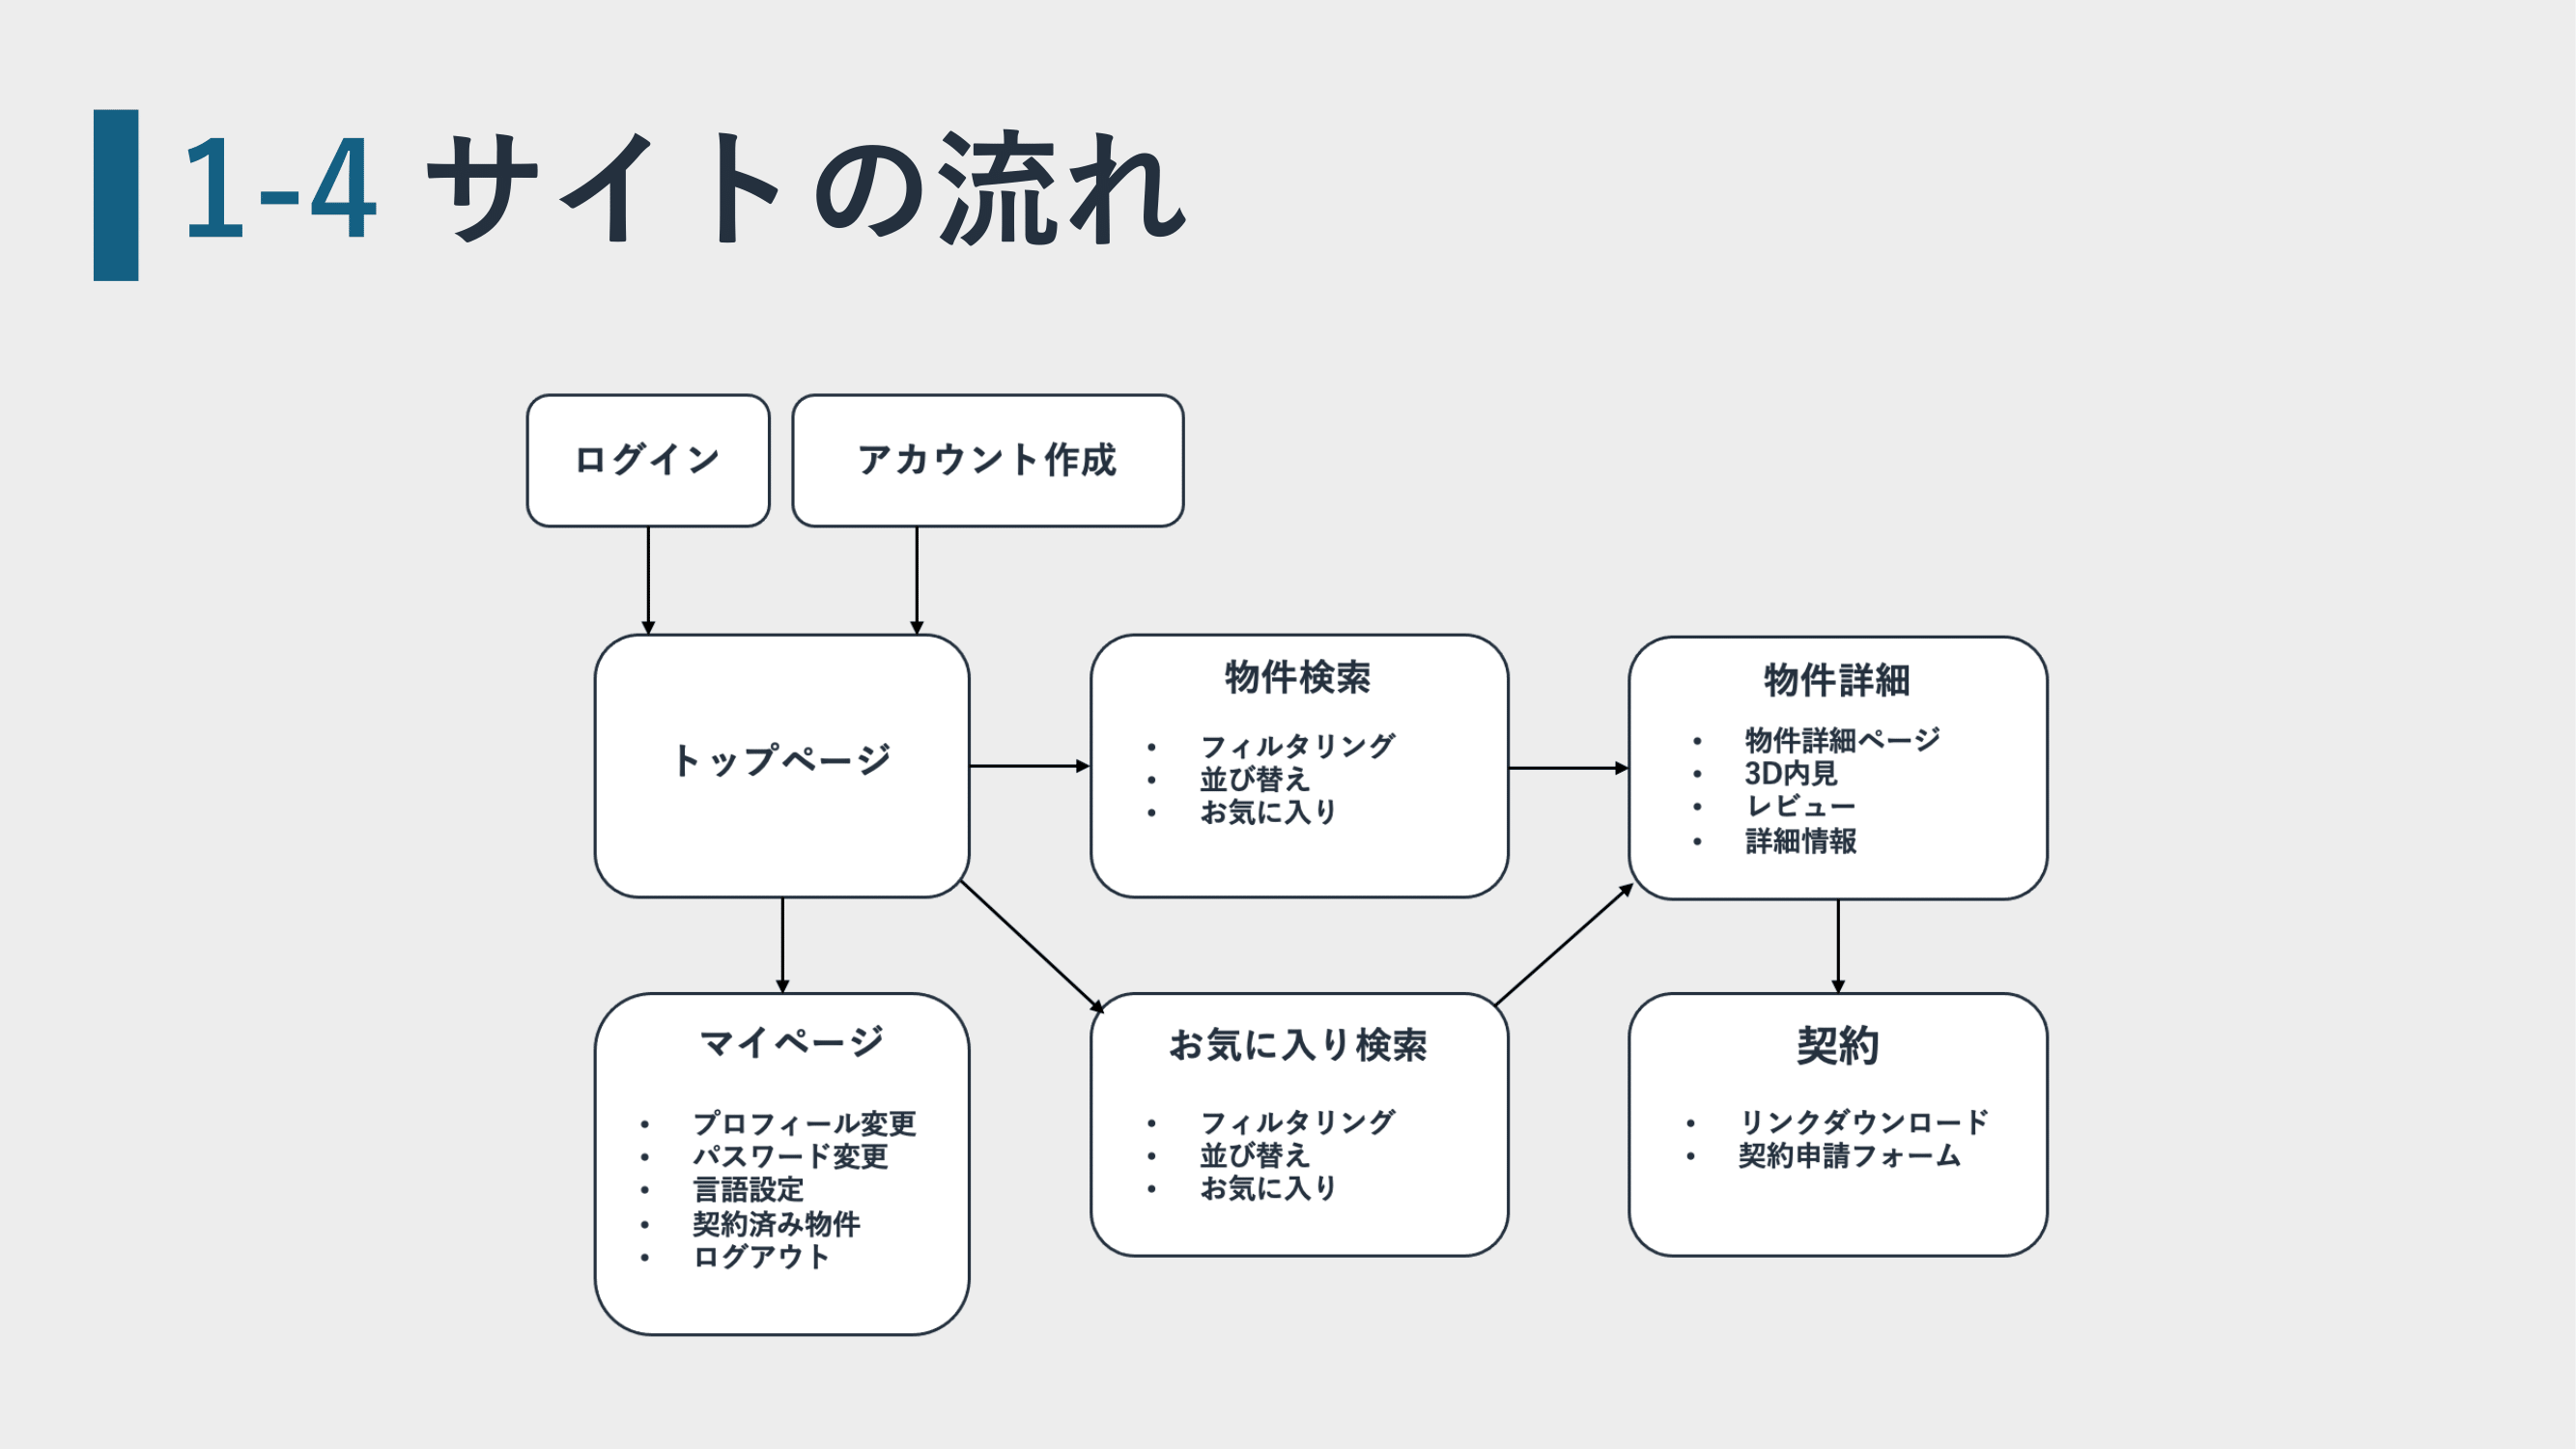 1-4 サイトの流れ
ログイン
アカウント作成
トップページ
物件検索
• フィルタリング
• 並び替え
• お気に入り
物件詳細
• 物件詳細ページ
• 3D内見
• レビュー
• 詳細情報
マイページ
• プロフィール変更
• パスワード変更
• 言語設定
• 契約済み物件
• ログアウト
お気に入り検索
• フィルタリング
• 並び替え
• お気に入り
契約
• リンクダウンロード
• 契約申請フォーム